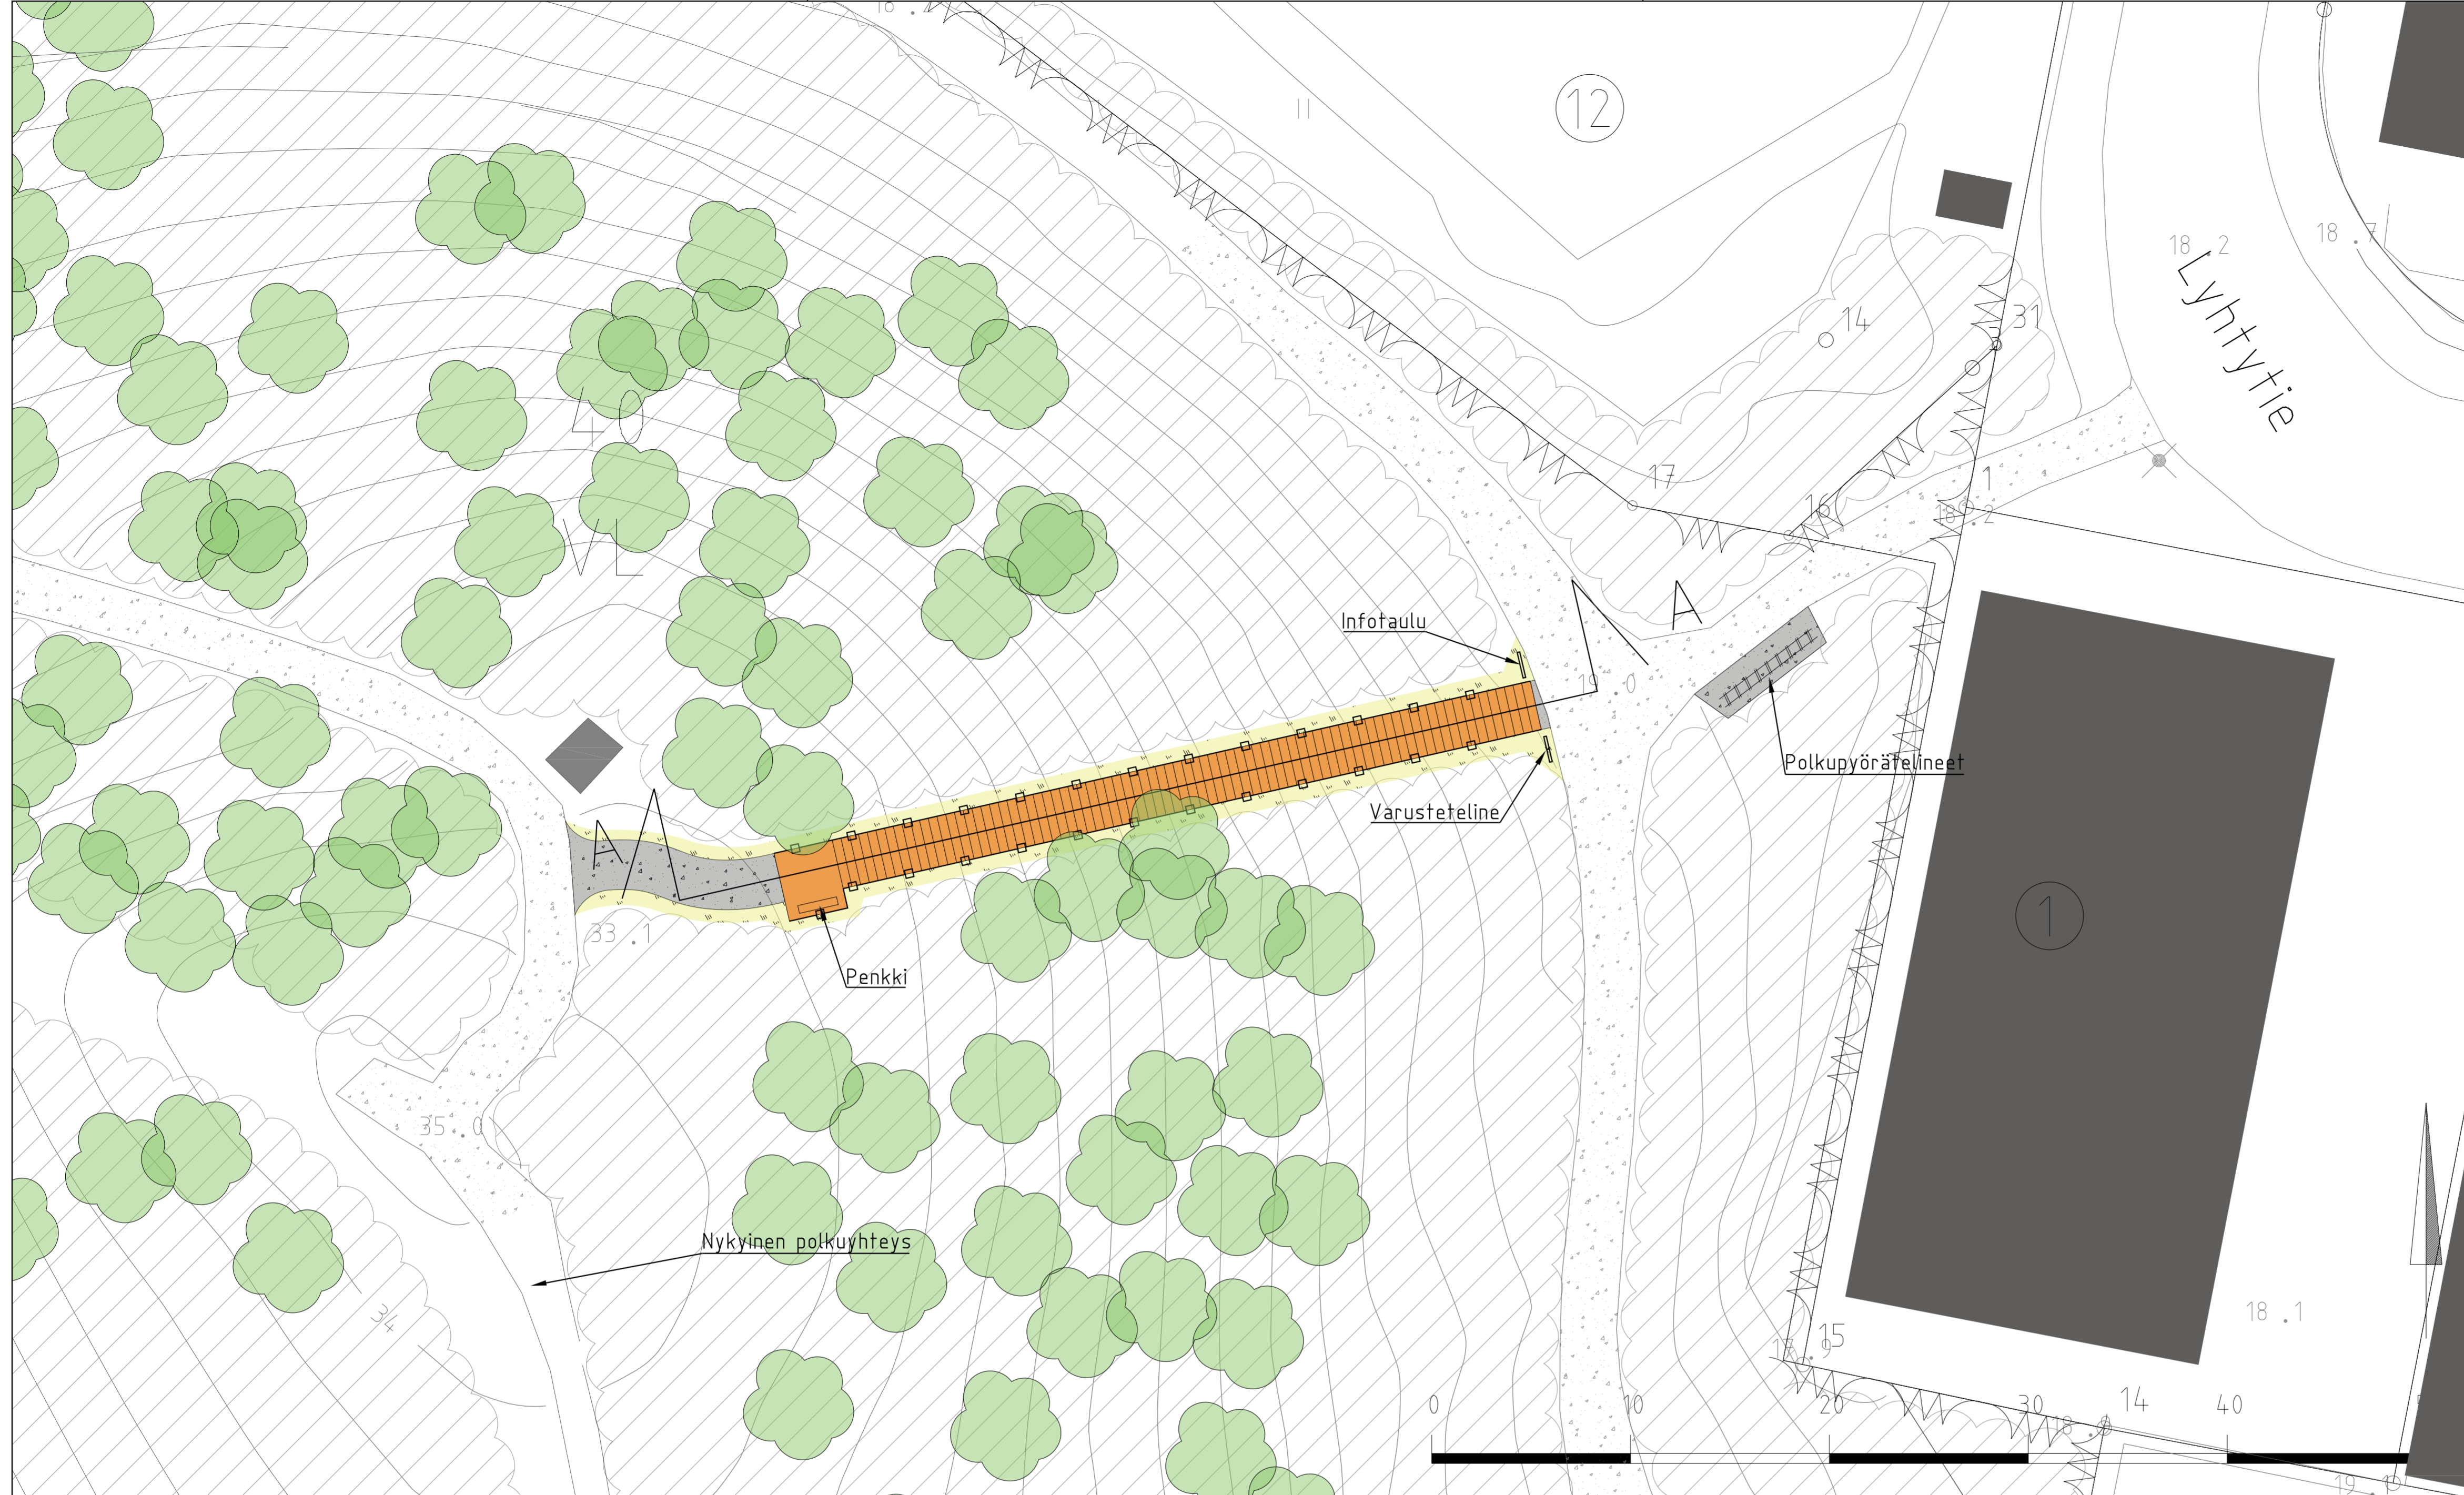 12
II
18.2
18.7
Lyhtytie
14
31
40
17
1
16
18.2
VL
A
Infotaulu
19.0
Polkupyörätelineet
Varusteteline
A
1
33.1
Penkki
35.0
Nykyinen polkuyhteys
34
18.1
15
0
10
20
30
14
40